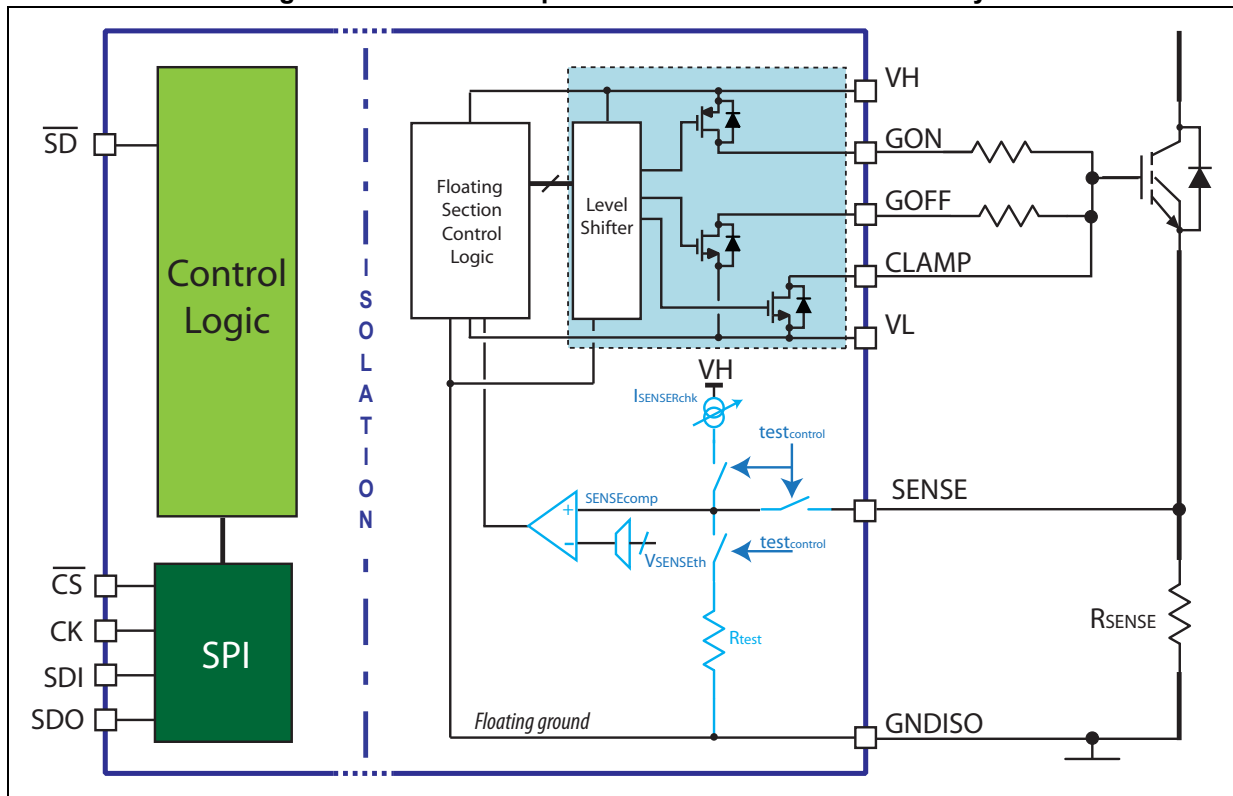 SD
Control
Logic
CS
CK
SDI
SDO
SPI
ISOLATION
Floating
Section
Control
Logic
Level
Shifter
VH
GON
GOFF
CLAMP
VL
VH
ISENSERchk
testcontrol
SENSEcomp
SENSE
+
−
VSENSEth
testcontrol
Rtest
RSENSE
Floating ground
GNDISO